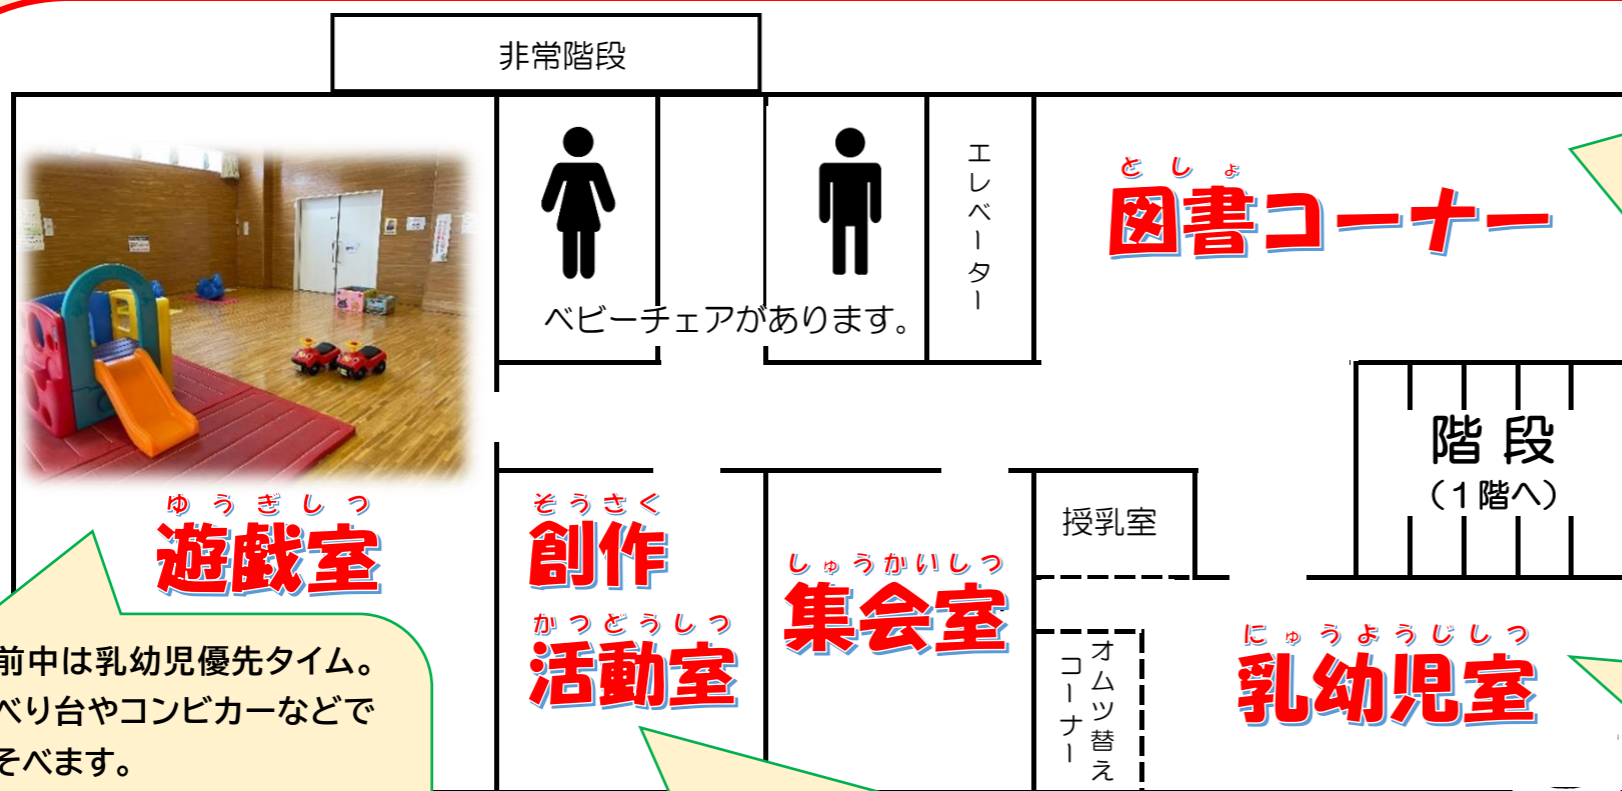 非常階段
エレベーター
としょ
図書コーナー
ベビーチェアがあります。
階段
（１階へ）
ゆうぎしつ
遊戯室
そうさく
創作
かつどうしつ
活動室
しゅうかいしつ
集会室
授乳室
オムツ替え
コーナー
にゅうようじしつ
乳幼児室
前中は乳幼児優先タイム。
べり台やコンビカーなどで
そべます。